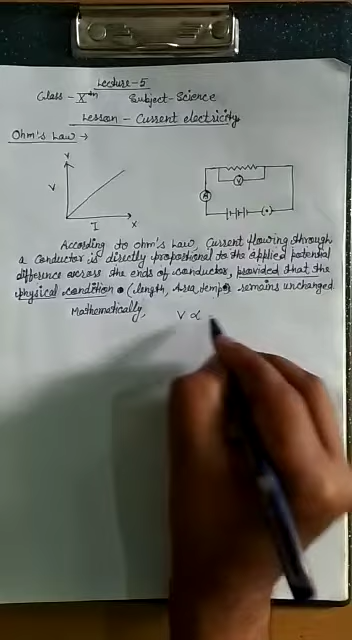 Lecture-5
Class - Xth Subject-Science
Lesson - Current electricity
Ohm's Law →
Y
V
I
X
V
A
According to ohm's Law, Current flowing through
a conductor is directly proportional to the applied potential
difference across the ends of conductor, provided that the
physical condition (length, Area, temp remains unchanged
Mathematically, V ∝